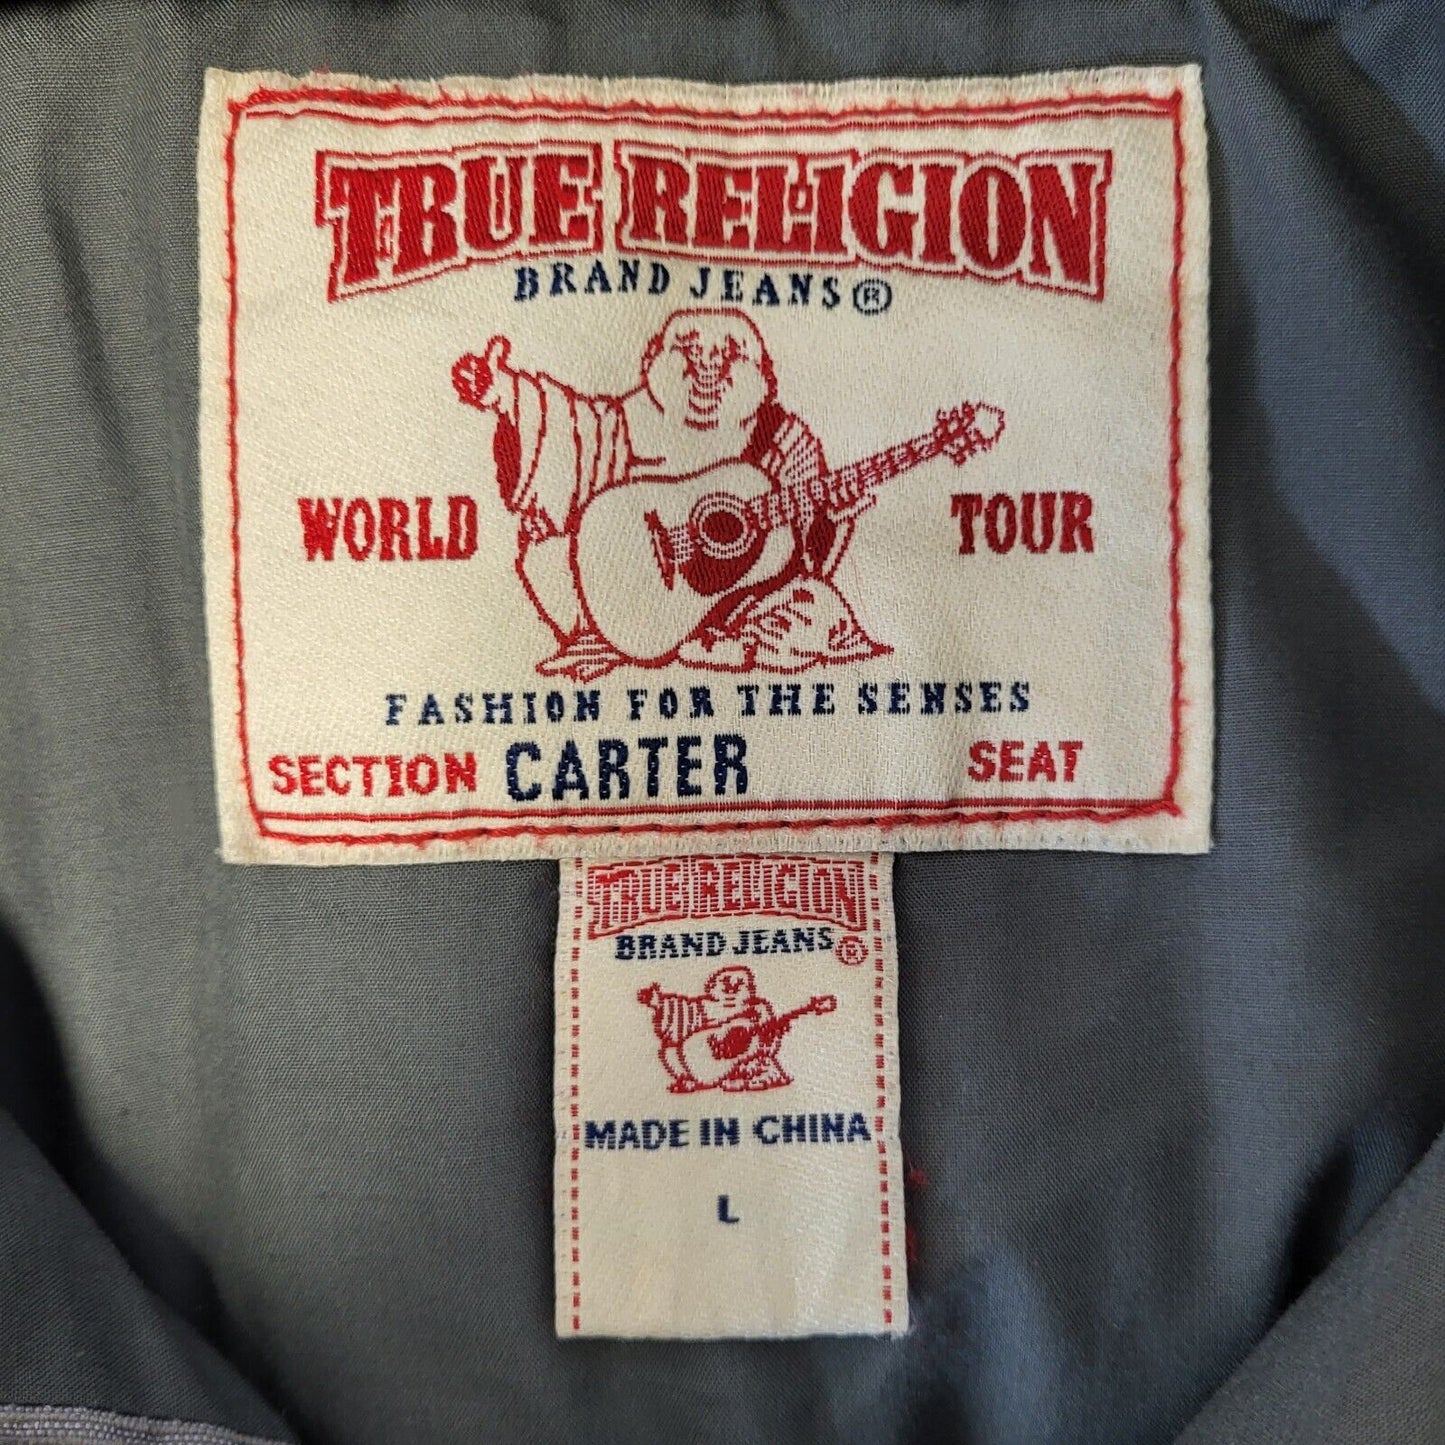 TRUE RELIGION
BRAND JEANS®
WORLD TOUR
FASHION FOR THE SENSES
SECTION CARTER SEAT
TRUE RELIGION
BRAND JEANS®
MADE IN CHINA
L